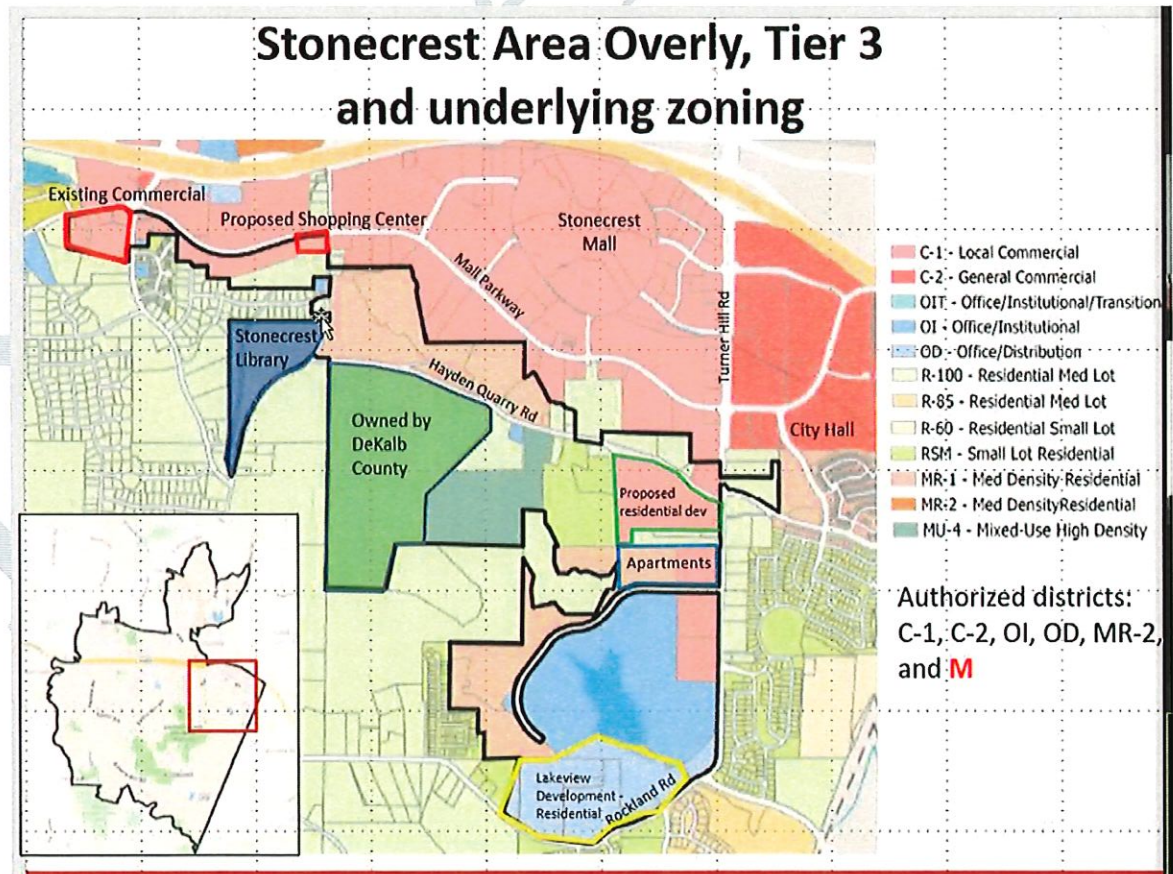 Stonecrest Area Overly, Tier 3
and underlying zoning
Existing Commercial
Proposed Shopping Center
Stonecrest
Mall
Mall Parkway
Turner Hill Rd
Stonecrest
Library
Hayden Quarry Rd
Owned by
DeKalb
County
City Hall
Proposed
residential dev
Apartments
Lakeview
Development -
Residential
Rockland Rd
C-1 - Local Commercial
C-2 - General Commercial
OIT - Office/Institutional/Transition
OI - Office/Institutional
OD - Office/Distribution
R-100 - Residential Med Lot
R-85 - Residential Med Lot
R-60 - Residential Small Lot
RSM - Small Lot Residential
MR-1 - Med Density Residential
MR-2 - Med Density Residential
MU-4 - Mixed-Use High Density
Authorized districts:
C-1, C-2, OI, OD, MR-2,
and M